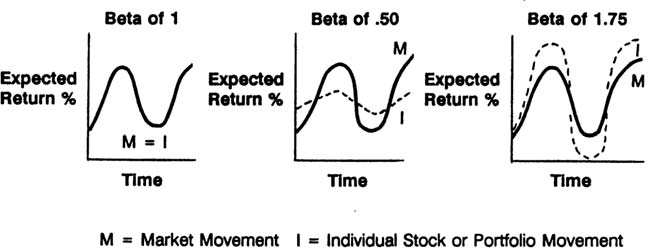 Beta of 1
Expected
Return %
M = I
Time
Beta of .50
Expected
Return %
M
I
Time
Beta of 1.75
Expected
Return %
I
M
Time
M = Market Movement I = Individual Stock or Portfolio Movement